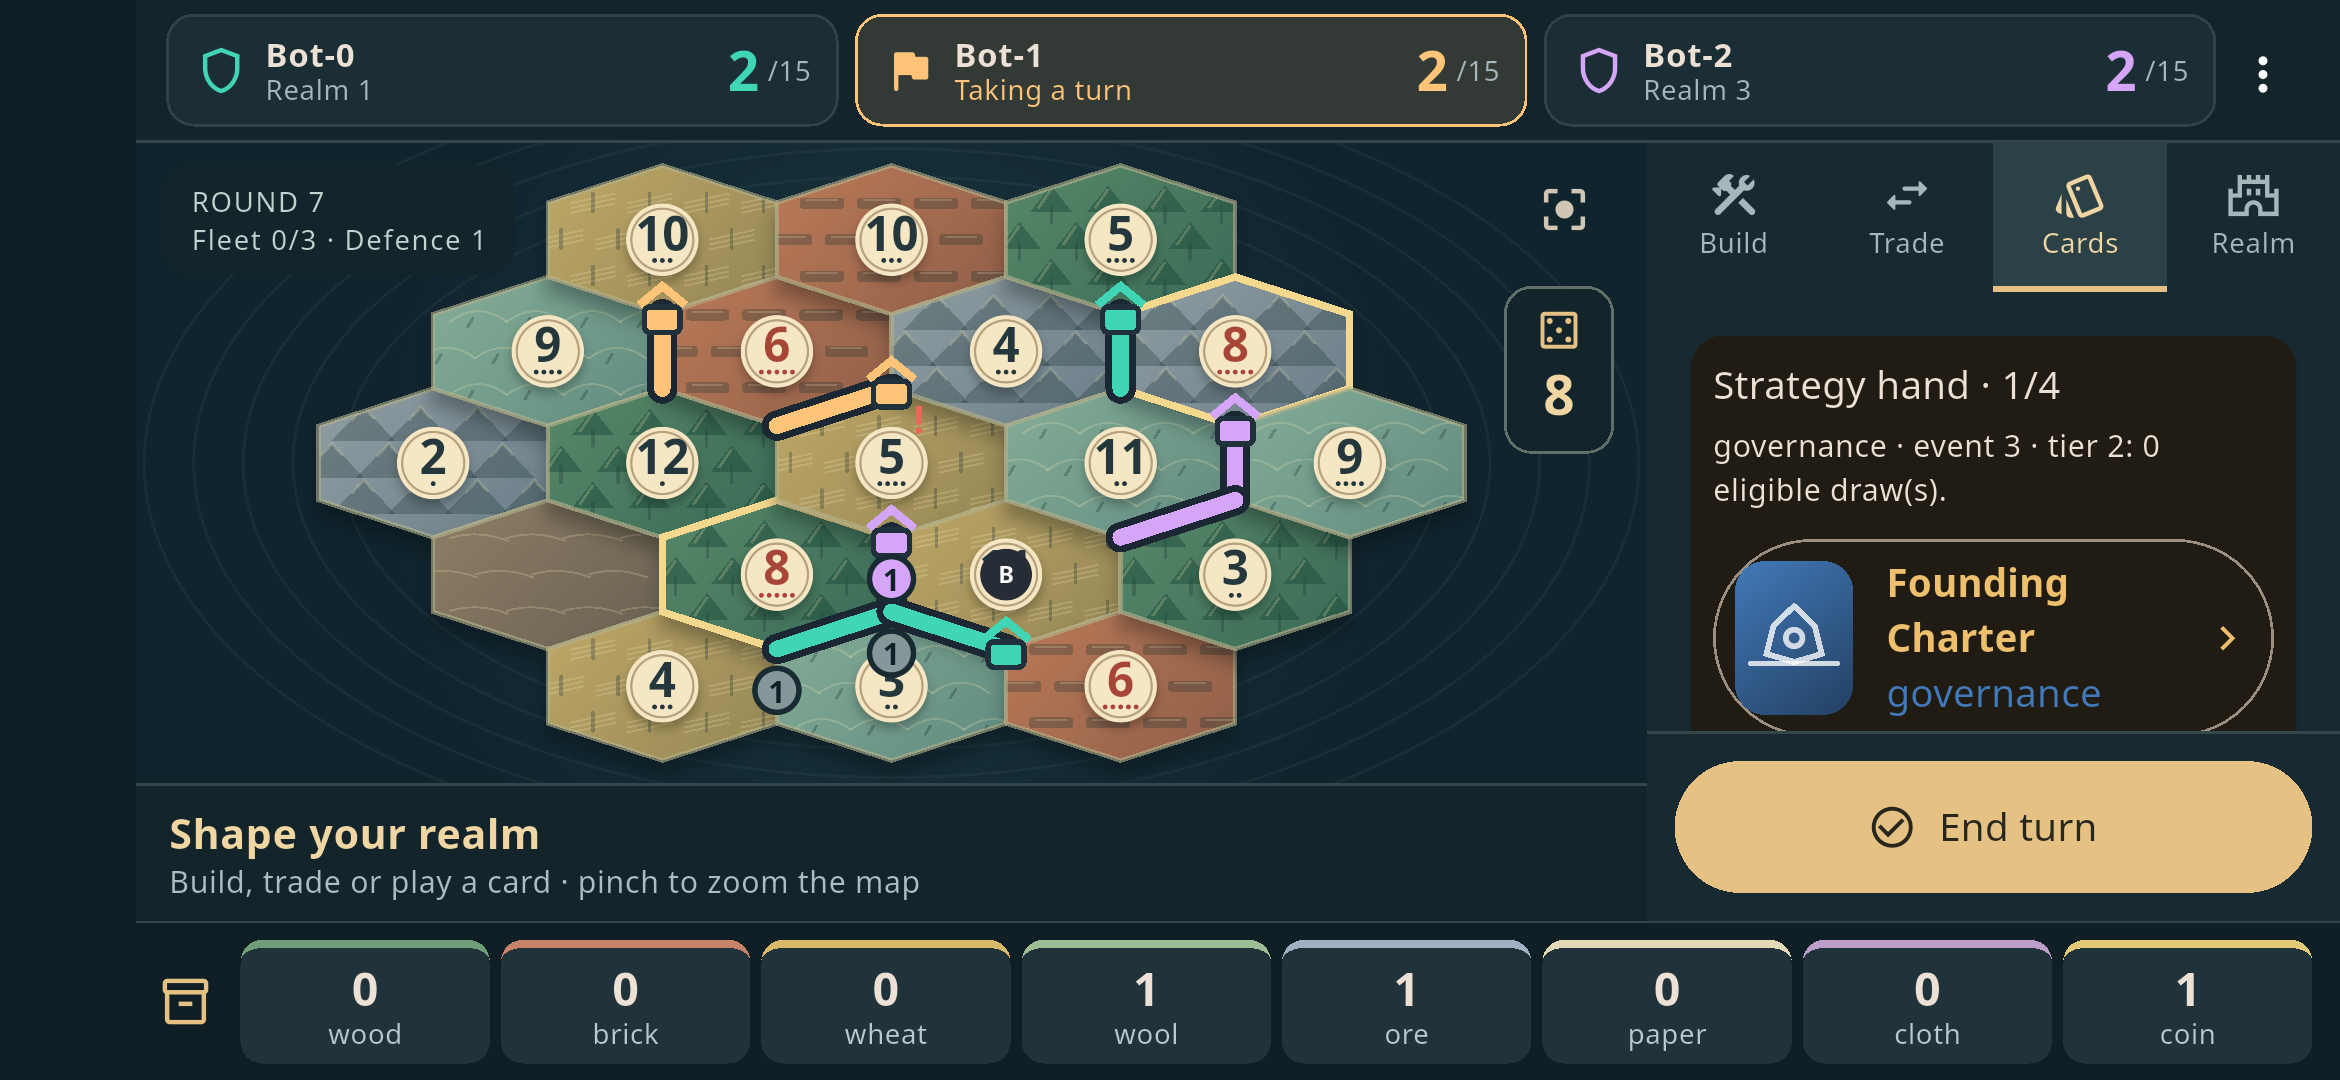 Bot-0
Realm 1
2 /15
Bot-1
Taking a turn
2 /15
Bot-2
Realm 3
2 /15
ROUND 7
Fleet 0/3 · Defence 1
10
10
5
9
6
4
8
2
12
5
!
11
9
8
1
B
3
4
1
1
3
6
8
Build
Trade
Cards
Realm
Strategy hand · 1/4
governance · event 3 · tier 2: 0
eligible draw(s).
Founding
Charter
governance
End turn
Shape your realm
Build, trade or play a card · pinch to zoom the map
0
wood
0
brick
0
wheat
1
wool
1
ore
0
paper
0
cloth
1
coin